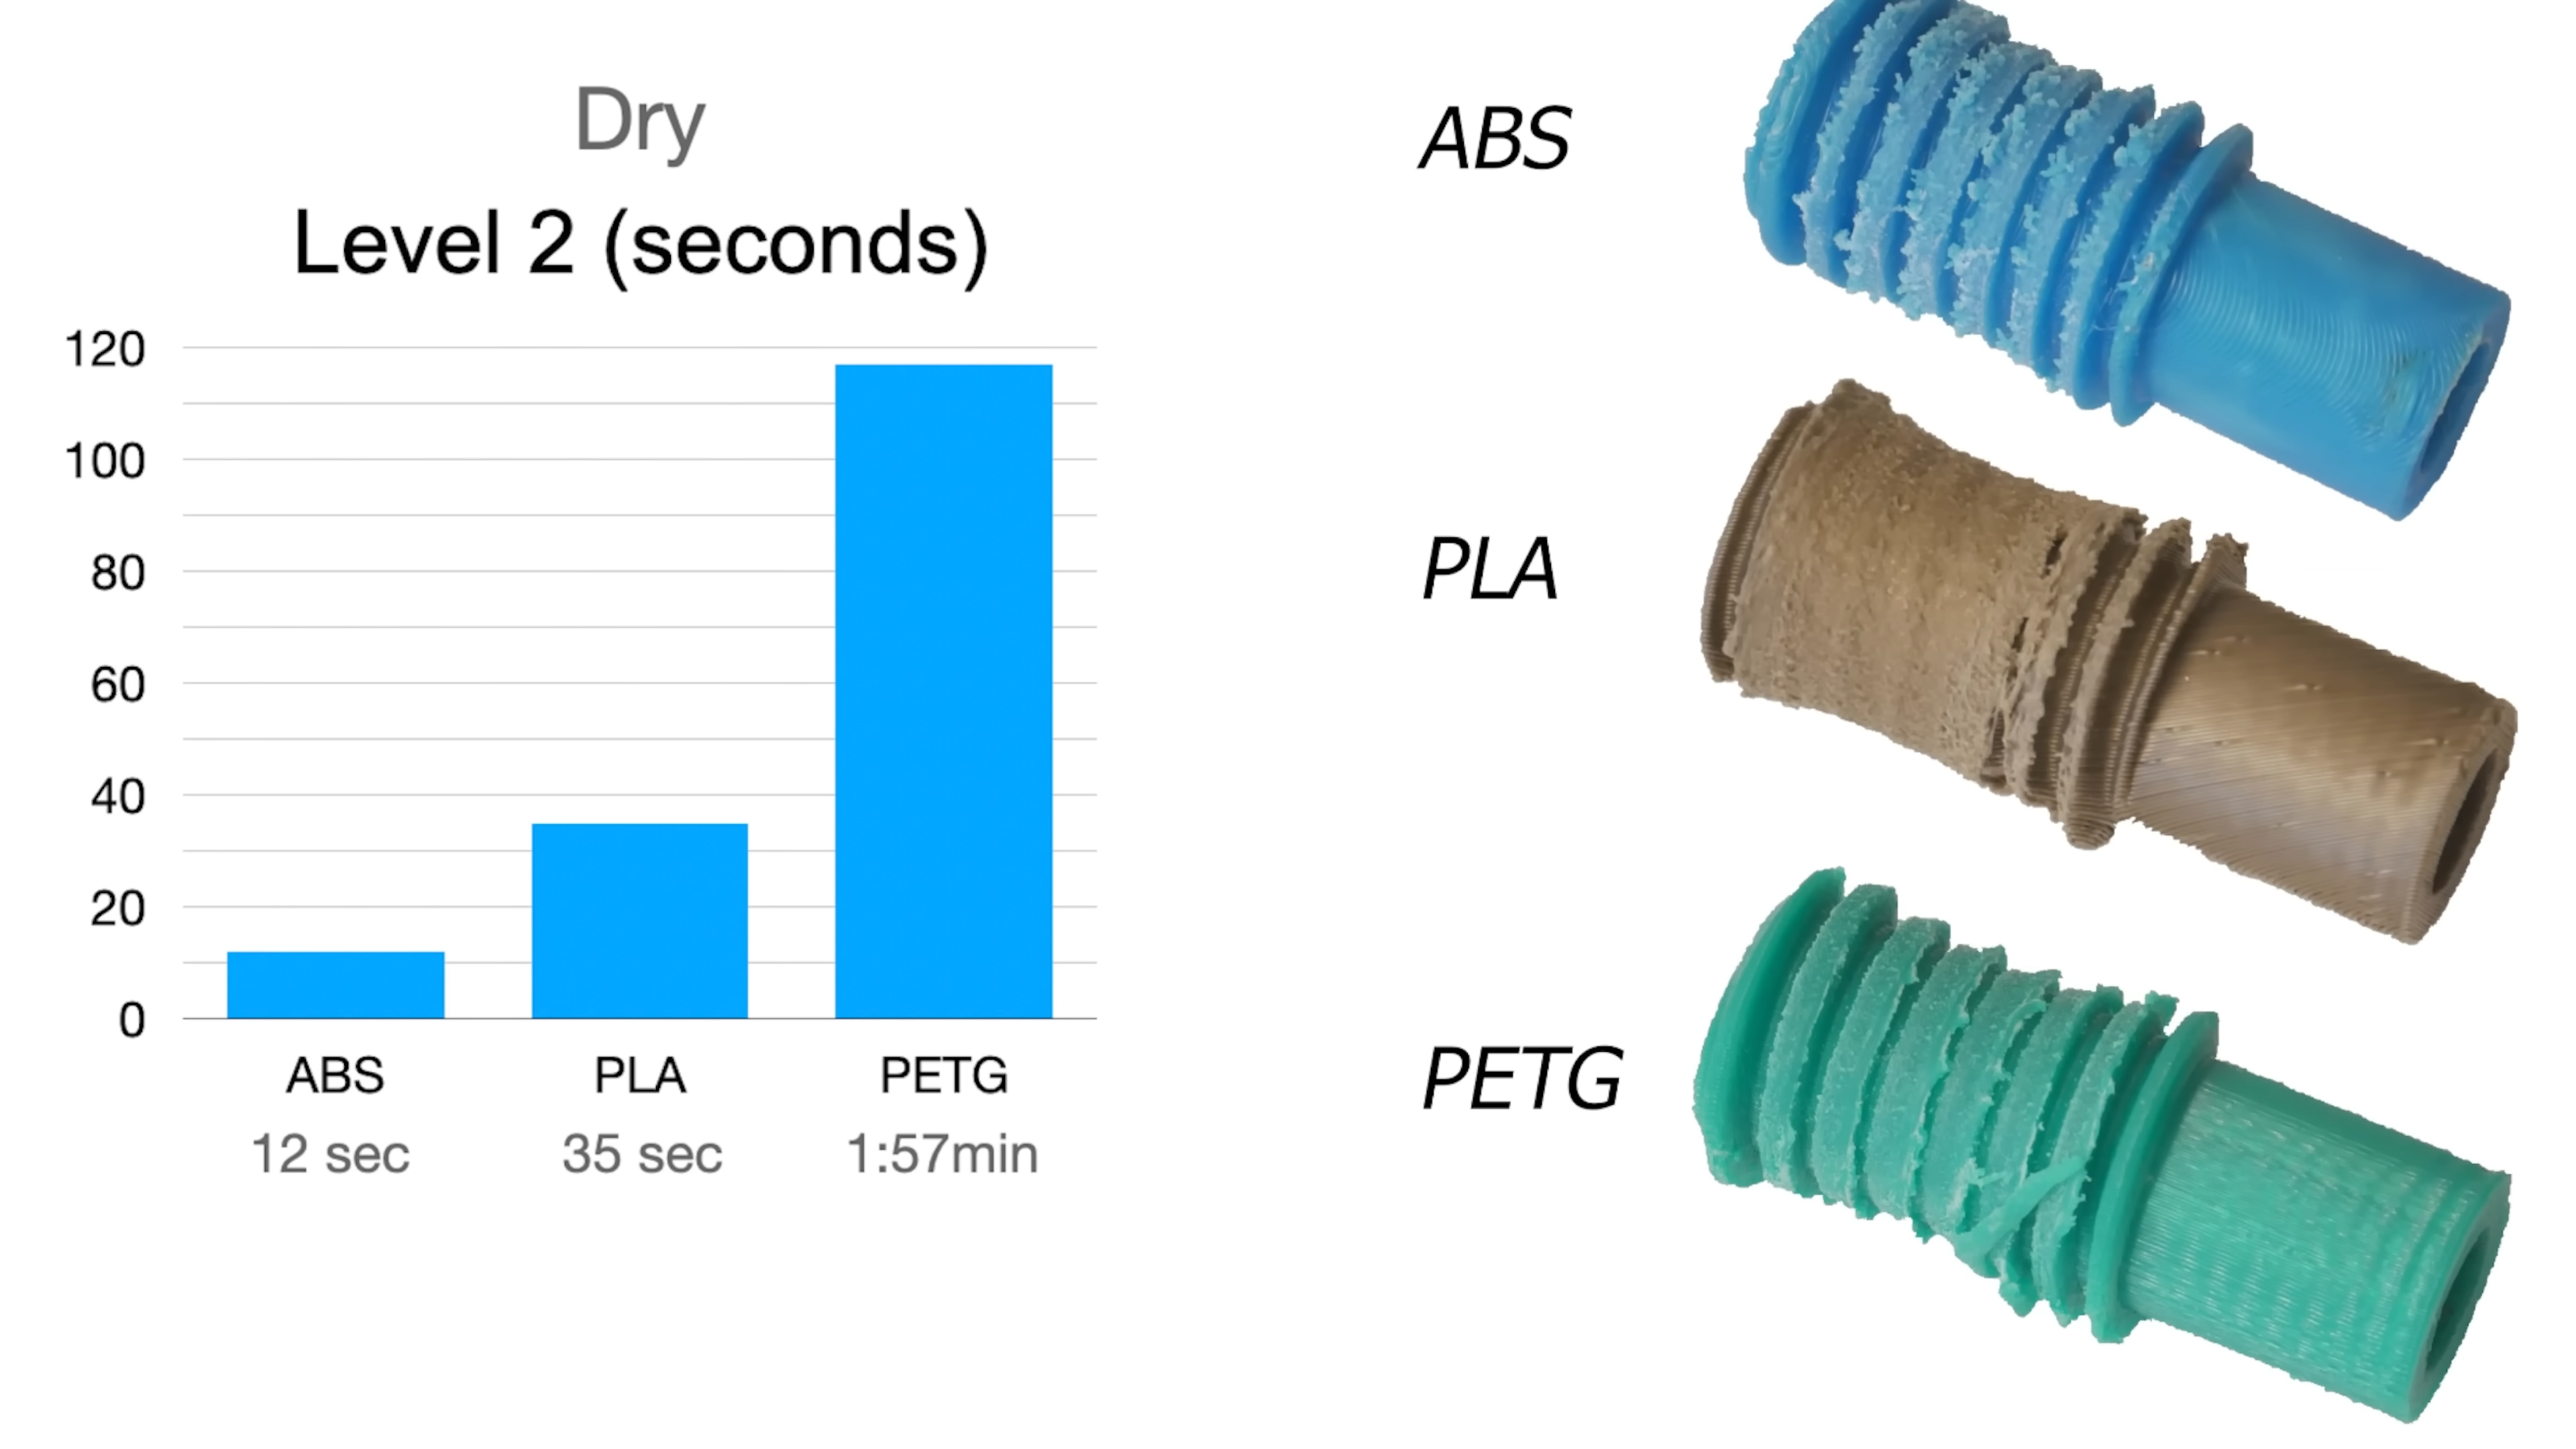 Dry
Level 2 (seconds)
120
100
80
60
40
20
0
ABS
PLA
PETG
12 sec
35 sec
1:57min
ABS
PLA
PETG